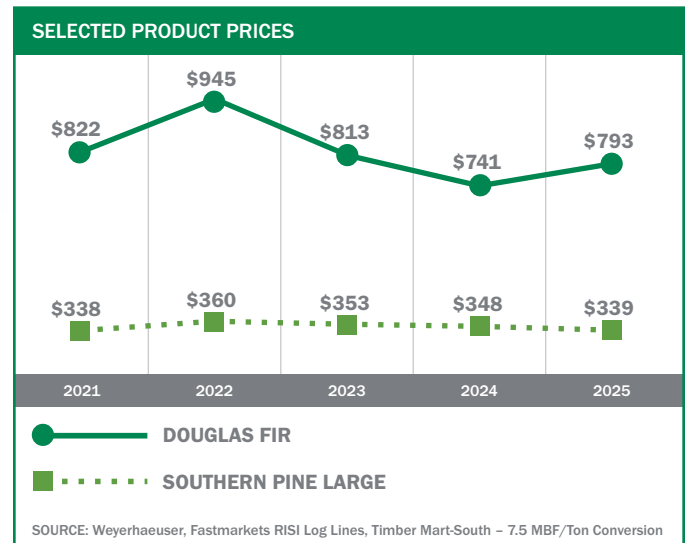 SELECTED PRODUCT PRICES
$822
$945
$813
$741
$793
$338
$360
$353
$348
$339
2021 2022 2023 2024 2025
DOUGLAS FIR
SOUTHERN PINE LARGE
SOURCE: Weyerhaeuser, Fastmarkets RISI Log Lines, Timber Mart-South – 7.5 MBF/Ton Conversion